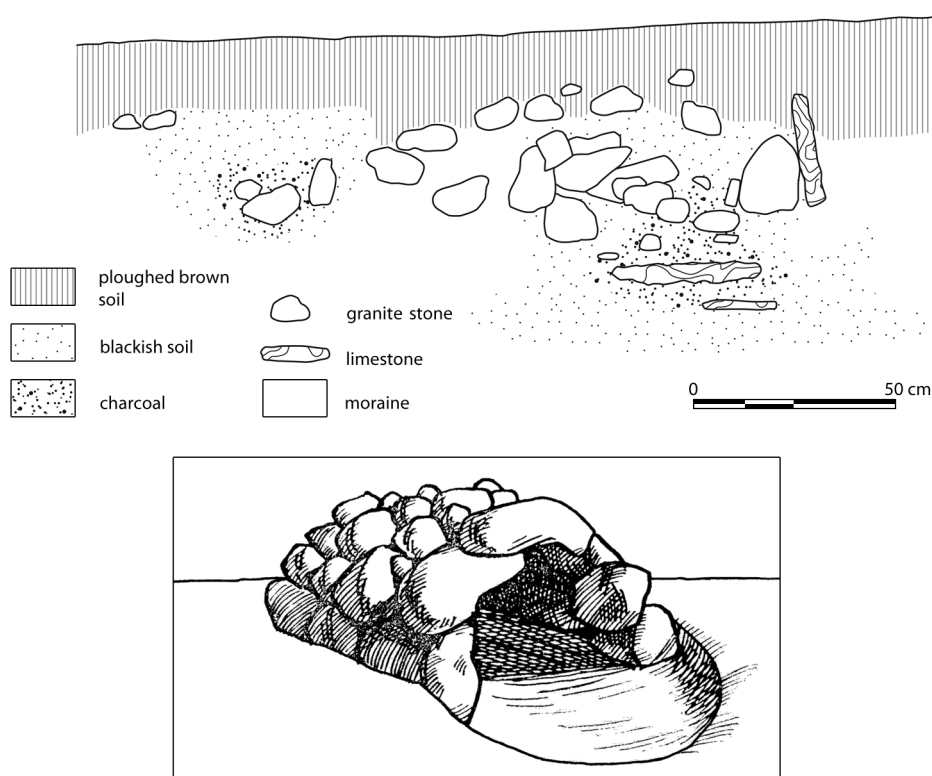 ploughed brown
soil
blackish soil
charcoal
granite stone
limestone
moraine
0 50 cm